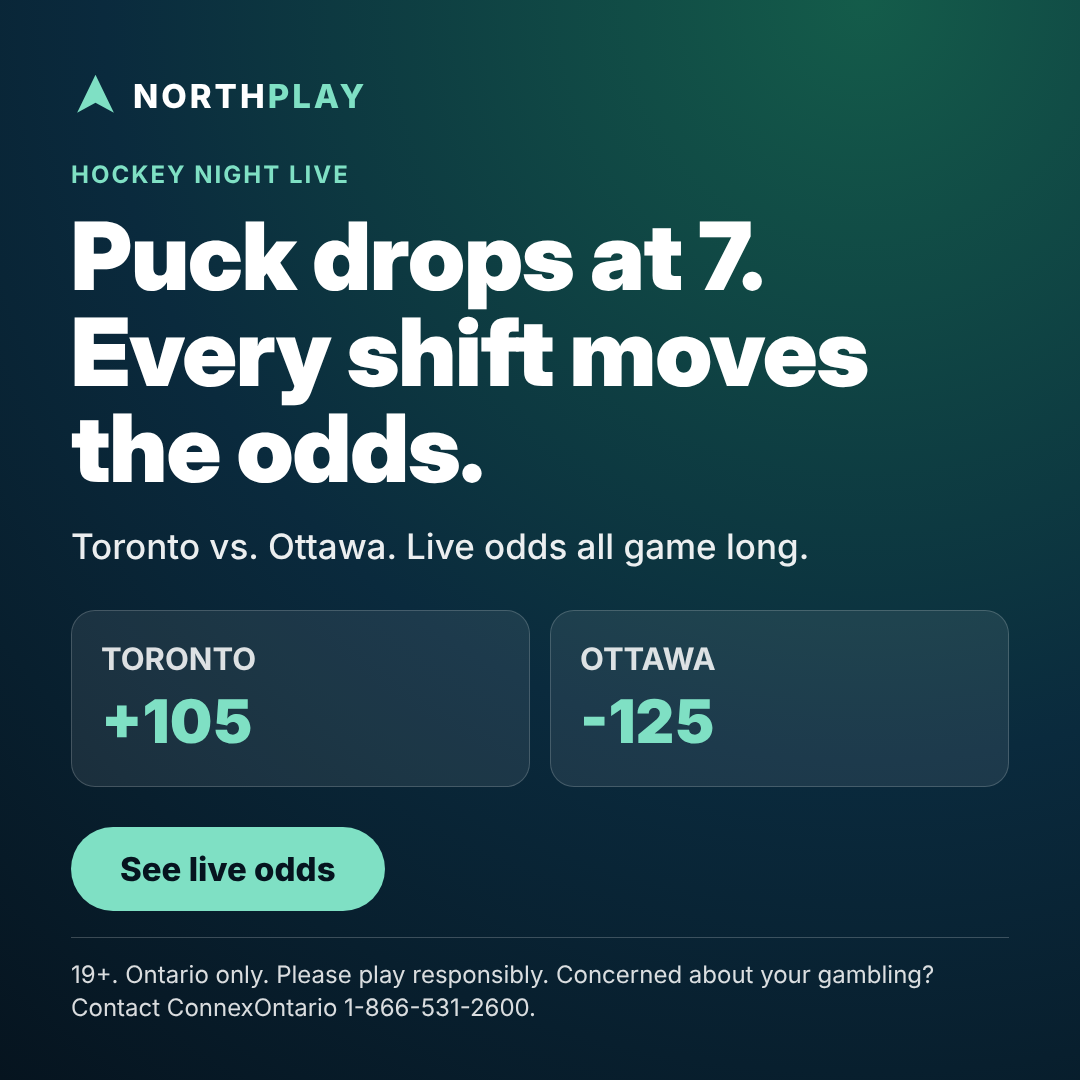 NORTHPLAY
HOCKEY NIGHT LIVE
Puck drops at 7.
Every shift moves
the odds.
Toronto vs. Ottawa. Live odds all game long.
TORONTO
+105
OTTAWA
-125
See live odds
19+. Ontario only. Please play responsibly. Concerned about your gambling?
Contact ConnexOntario 1-866-531-2600.